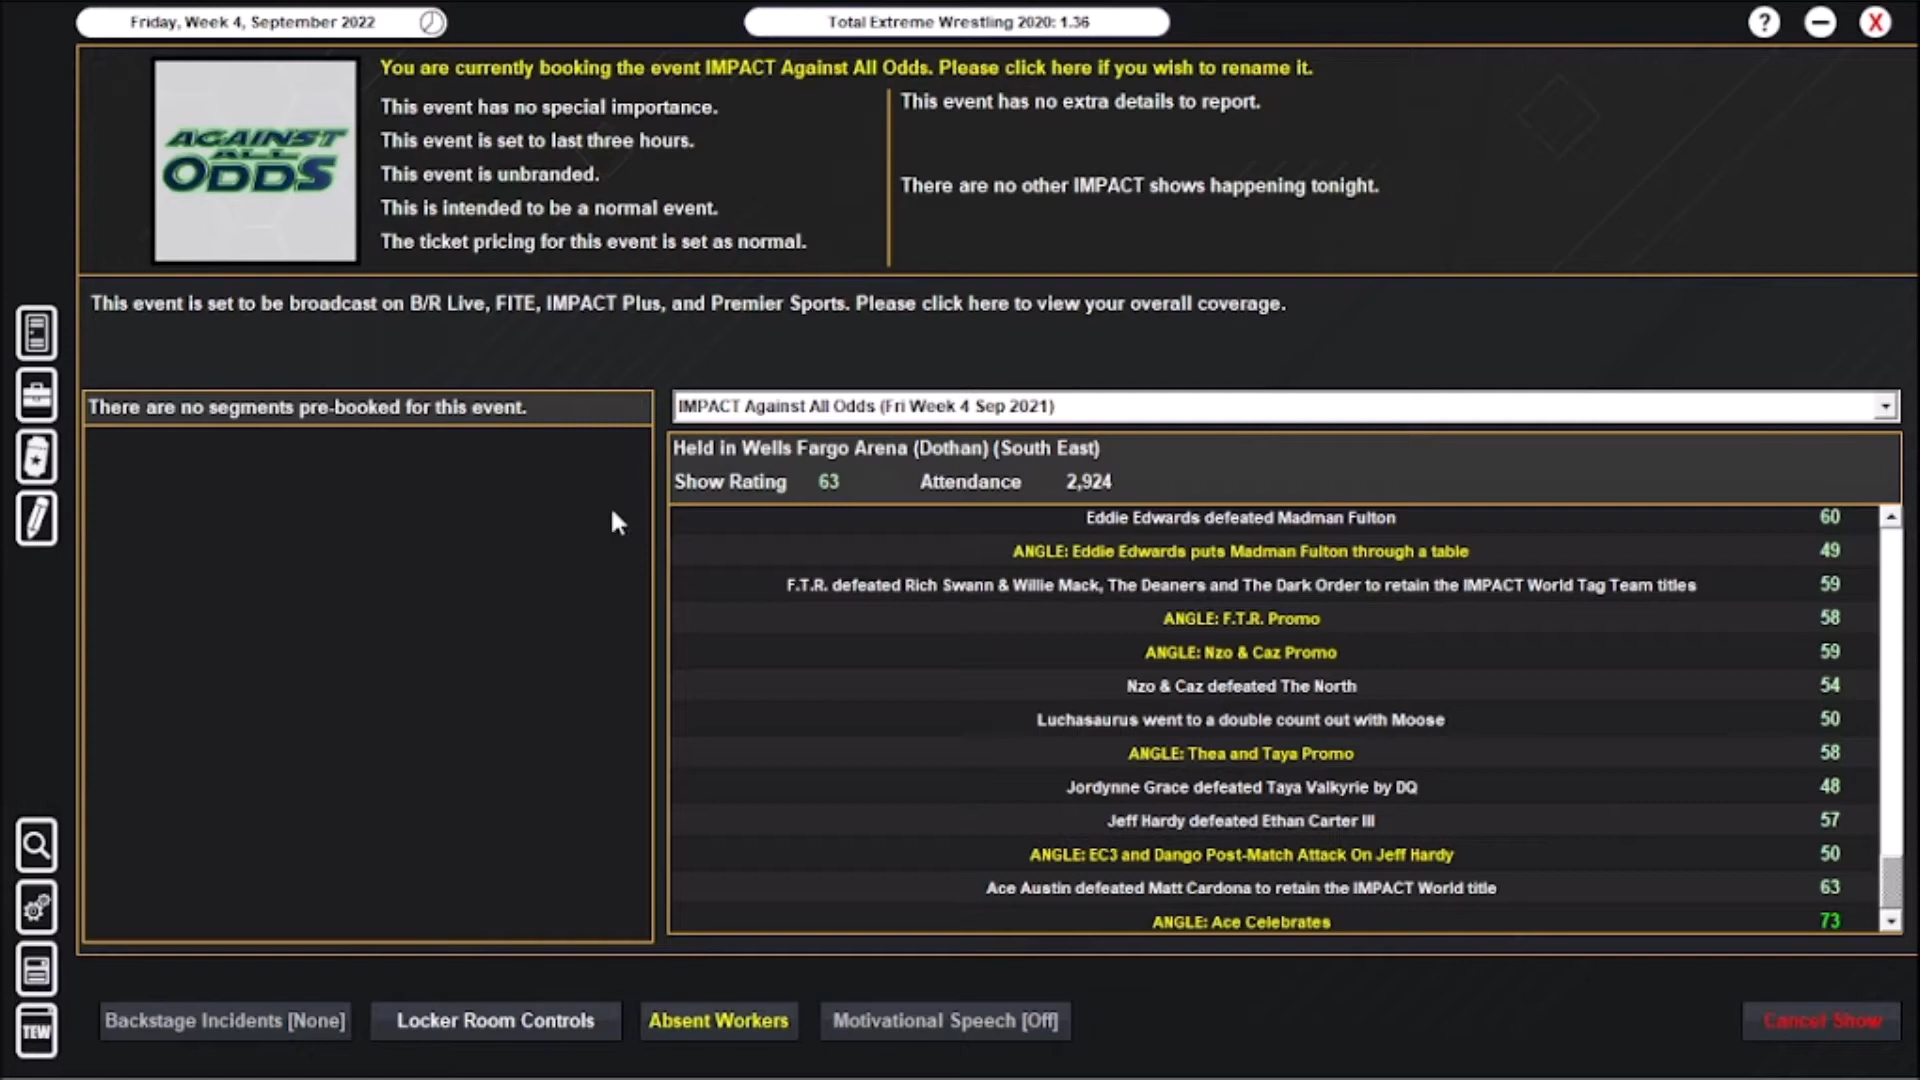 Friday, Week 4, September 2022
Total Extreme Wrestling 2020: 1.36
?
X
AGAINST
ALL
ODDS
You are currently booking the event IMPACT Against All Odds. Please click here if you wish to rename it.
This event has no special importance.
This event is set to last three hours.
This event is unbranded.
This is intended to be a normal event.
The ticket pricing for this event is set as normal.
This event has no extra details to report.
There are no other IMPACT shows happening tonight.
This event is set to be broadcast on B/R Live, FITE, IMPACT Plus, and Premier Sports. Please click here to view your overall coverage.
There are no segments pre-booked for this event.
IMPACT Against All Odds (Fri Week 4 Sep 2021)
Held in Wells Fargo Arena (Dothan) (South East)
Show Rating 63 Attendance 2,924
Eddie Edwards defeated Madman Fulton 60
ANGLE: Eddie Edwards puts Madman Fulton through a table 49
F.T.R. defeated Rich Swann & Willie Mack, The Deaners and The Dark Order to retain the IMPACT World Tag Team titles 59
ANGLE: F.T.R. Promo 58
ANGLE: Nzo & Caz Promo 59
Nzo & Caz defeated The North 54
Luchasaurus went to a double count out with Moose 50
ANGLE: Thea and Taya Promo 58
Jordynne Grace defeated Taya Valkyrie by DQ 48
Jeff Hardy defeated Ethan Carter III 57
ANGLE: EC3 and Dango Post-Match Attack On Jeff Hardy 50
Ace Austin defeated Matt Cardona to retain the IMPACT World title 63
ANGLE: Ace Celebrates 73
TEW
Backstage Incidents [None]
Locker Room Controls
Absent Workers
Motivational Speech [Off]
Cancel Show